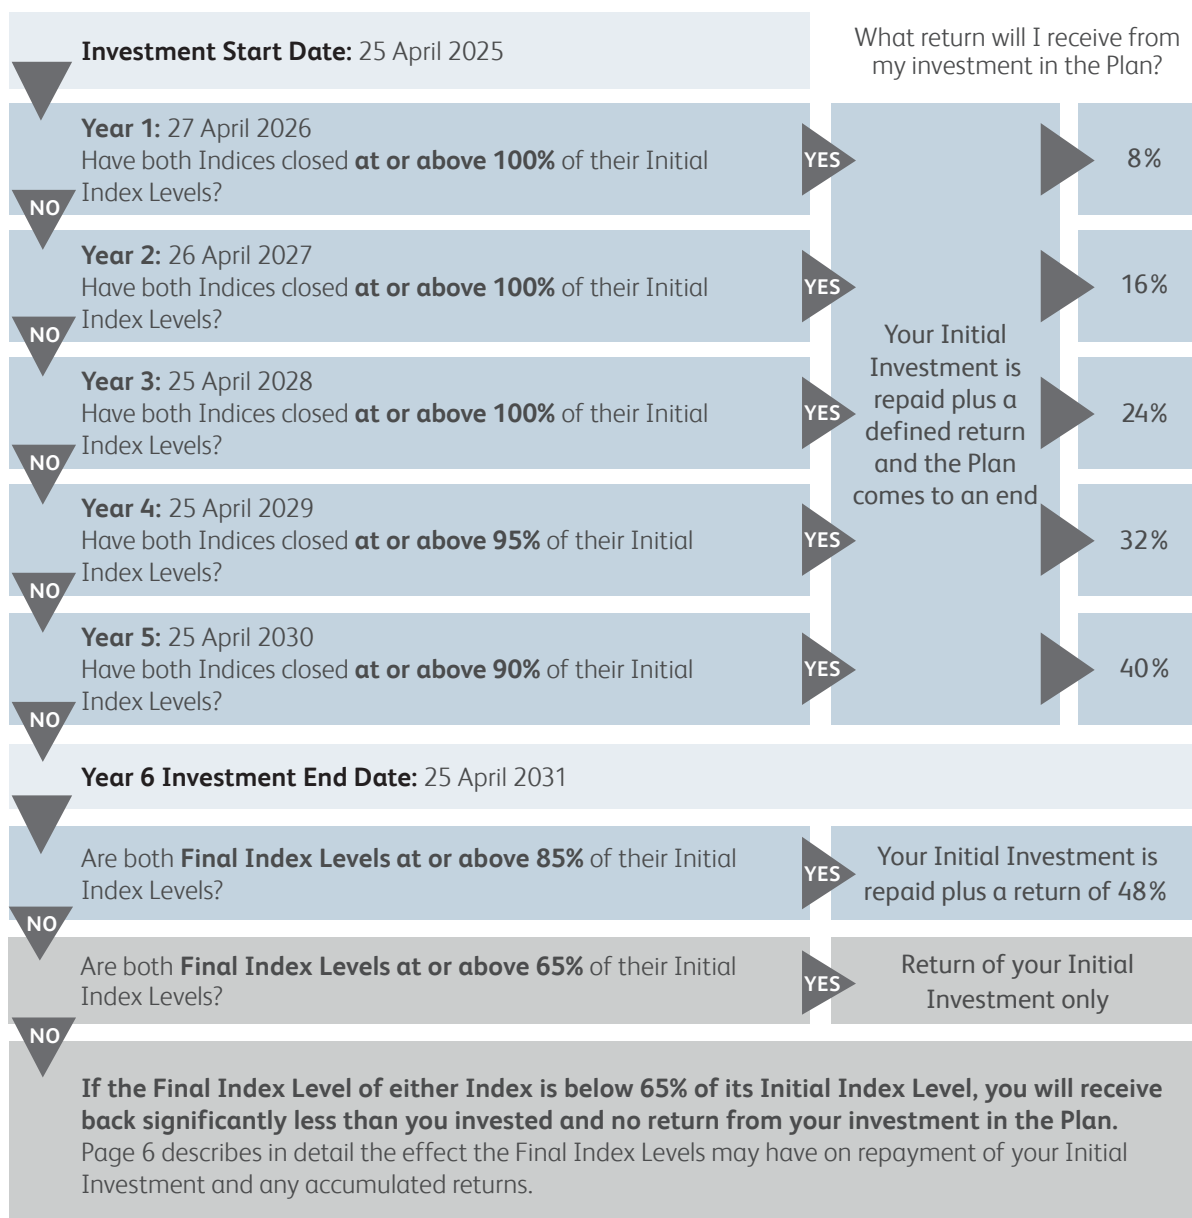 Investment Start Date: 25 April 2025
What return will I receive from
my investment in the Plan?
Year 1: 27 April 2026
Have both Indices closed at or above 100% of their Initial
Index Levels?
YES
8%
NO
Year 2: 26 April 2027
Have both Indices closed at or above 100% of their Initial
Index Levels?
YES
16%
NO
Year 3: 25 April 2028
Have both Indices closed at or above 100% of their Initial
Index Levels?
YES
24%
NO
Year 4: 25 April 2029
Have both Indices closed at or above 95% of their Initial
Index Levels?
YES
32%
NO
Year 5: 25 April 2030
Have both Indices closed at or above 90% of their Initial
Index Levels?
YES
40%
NO
Your Initial
Investment is
repaid plus a
defined return
and the Plan
comes to an end
Year 6 Investment End Date: 25 April 2031
Are both Final Index Levels at or above 85% of their Initial
Index Levels?
YES
Your Initial Investment is
repaid plus a return of 48%
NO
Are both Final Index Levels at or above 65% of their Initial
Index Levels?
YES
Return of your Initial
Investment only
NO
If the Final Index Level of either Index is below 65% of its Initial Index Level, you will receive
back significantly less than you invested and no return from your investment in the Plan.
Page 6 describes in detail the effect the Final Index Levels may have on repayment of your Initial
Investment and any accumulated returns.